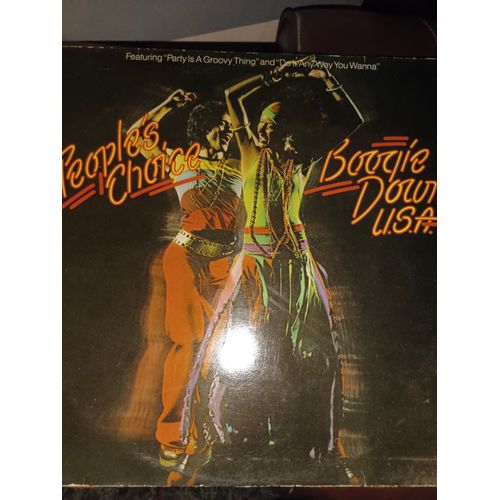 Featuring "Party Is A Groovy Thing" and "Do It Any Way You Wanna"
People's
Choice
Boogie
Down
U.S.A.